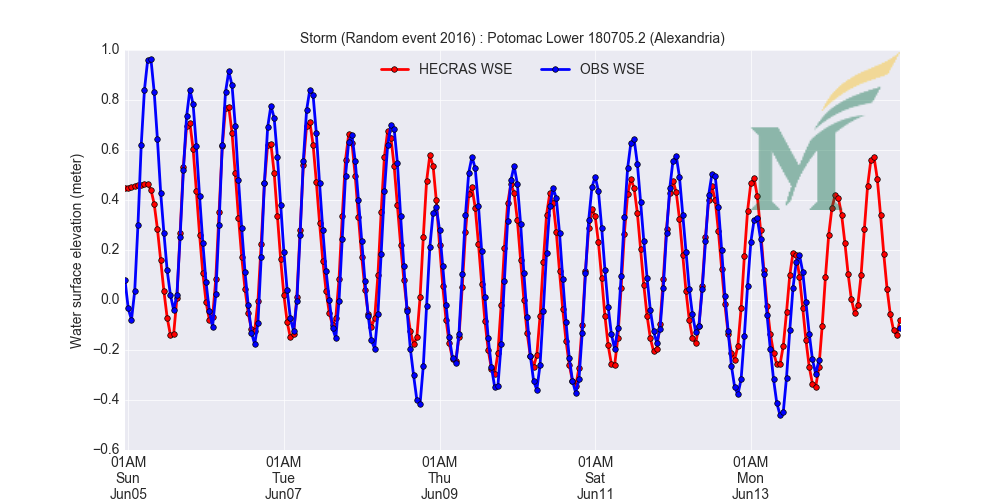 Storm (Random event 2016) : Potomac Lower 180705.2 (Alexandria)
HECRAS WSE
OBS WSE
Water surface elevation (meter)
1.0
0.8
0.6
0.4
0.2
0.0
−0.2
−0.4
−0.6
01AM
Sun
Jun05
01AM
Tue
Jun07
01AM
Thu
Jun09
01AM
Sat
Jun11
01AM
Mon
Jun13
M